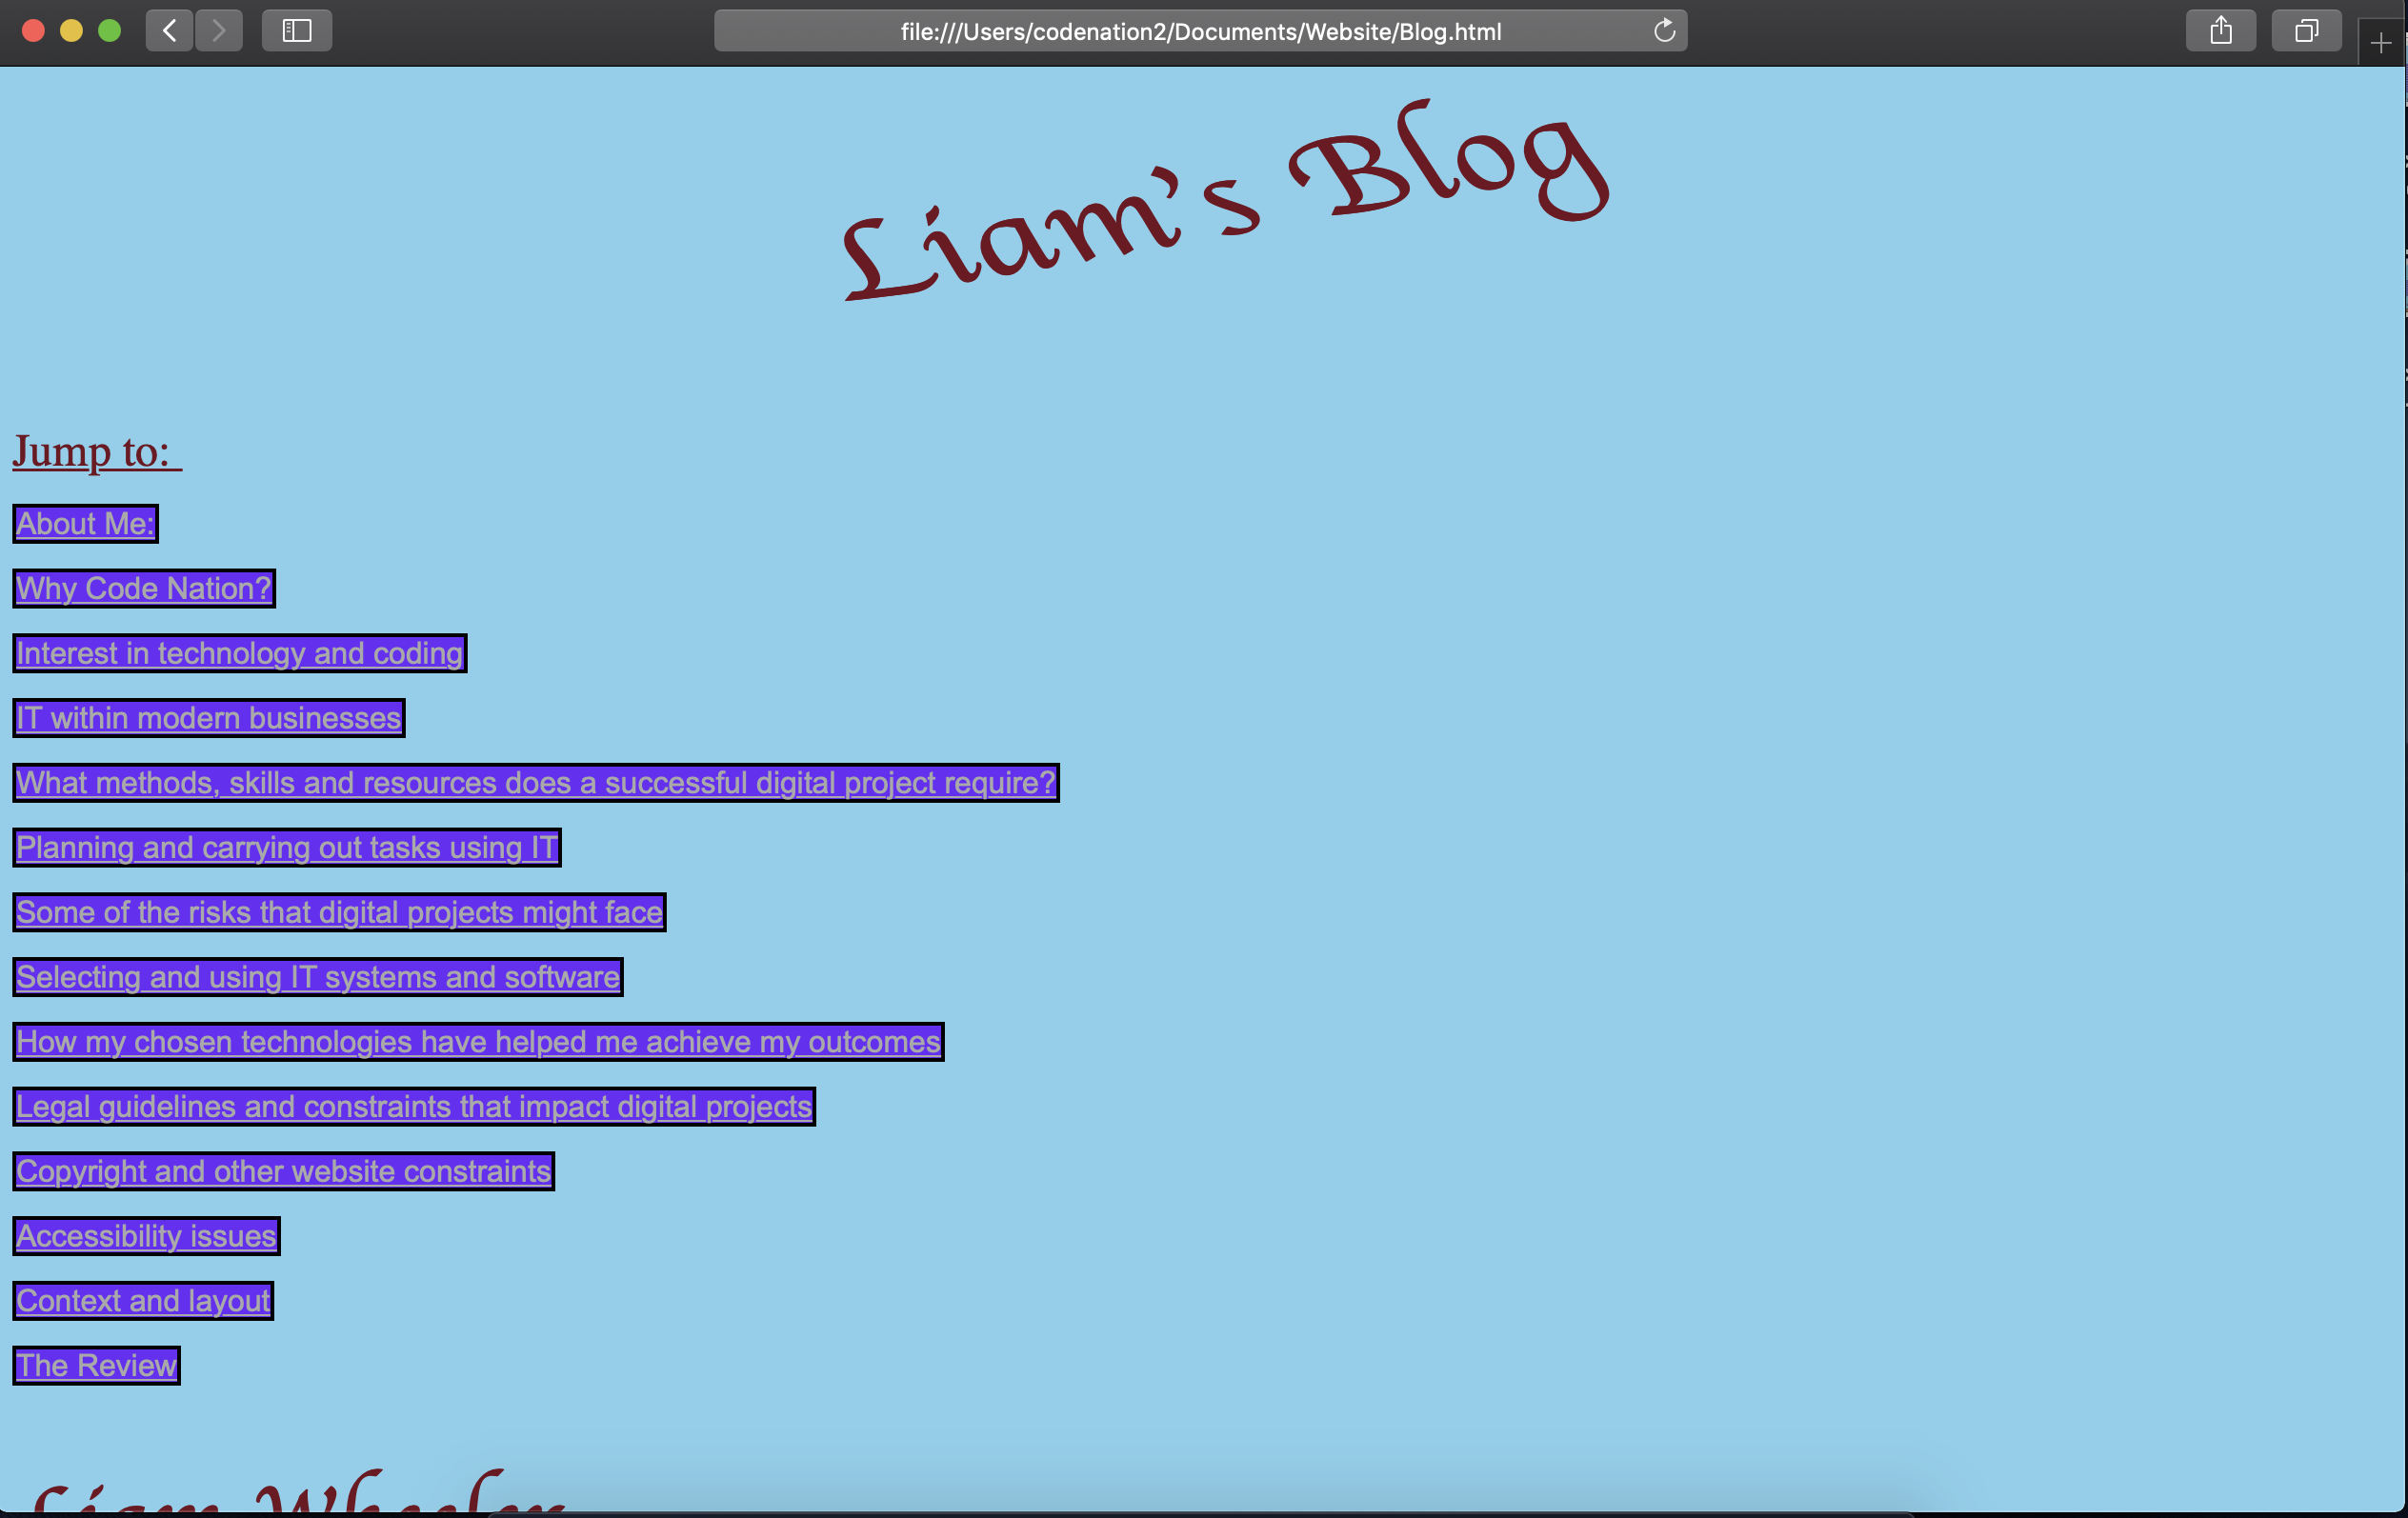 file:///Users/codenation2/Documents/Website/Blog.html
Liam's Blog
Jump to:
About Me:
Why Code Nation?
Interest in technology and coding
IT within modern businesses
What methods, skills and resources does a successful digital project require?
Planning and carrying out tasks using IT
Some of the risks that digital projects might face
Selecting and using IT systems and software
How my chosen technologies have helped me achieve my outcomes
Legal guidelines and constraints that impact digital projects
Copyright and other website constraints
Accessibility issues
Context and layout
The Review
Liam Wheeler